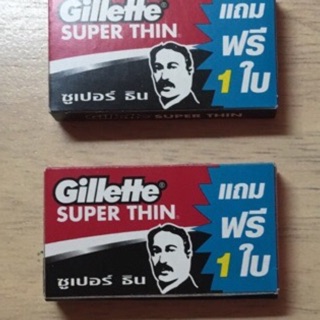 Gillette
SUPER THIN
ซูเปอร์ ธิน
แถม
ฟรี
1 ใบ
Gillette SUPER THIN
Gillette
SUPER THIN
ซูเปอร์ ธิน
แถม
ฟรี
1 ใบ